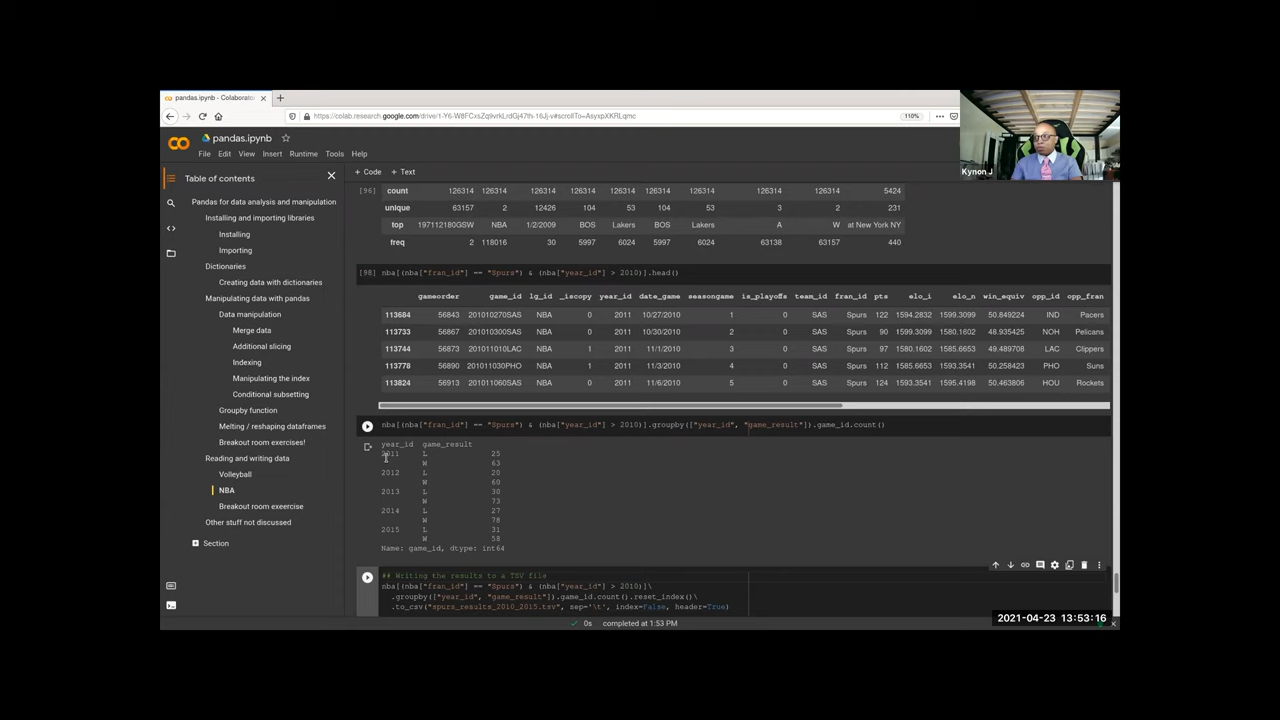 pandas.ipynb - Colaborato
https://colab.research.google.com/drive/1-Y6-W8FCxsZqIivrkLrdGj47th-16Jj-v#scrollTo=AsyxpXKRLqmc
110%
pandas.ipynb
File Edit View Insert Runtime Tools Help
Kynon J
Table of contents
Pandas for data analysis and manipulation
Installing and importing libraries
Installing
Importing
Dictionaries
Creating data with dictionaries
Manipulating data with pandas
Data manipulation
Merge data
Additional slicing
Indexing
Manipulating the index
Conditional subsetting
Groupby function
Melting / reshaping dataframes
Breakout room exercises!
Reading and writing data
Volleyball
NBA
Breakout room exeercise
Other stuff not discussed
Section
+ Code + Text
[96] count 126314 126314 126314 126314 126314 126314 126314 126314 126314 5424
unique 63157 2 12426 104 53 104 53 3 2 231
top 197112180GSW NBA 1/2/2009 BOS Lakers BOS Lakers A W at New York NY
freq 2 118016 30 5997 6024 5997 6024 63138 63157 440
[98] nba[(nba["fran_id"] == "Spurs") & (nba["year_id"] > 2010)].head()
gameorder game_id lg_id _iscopy year_id date_game seasongame is_playoffs team_id fran_id pts elo_i elo_n win_equiv opp_id opp_fran
113684 56843 201010270SAS NBA 0 2011 10/27/2010 1 0 SAS Spurs 122 1594.2832 1599.3099 50.849224 IND Pacers
113733 56867 201010300SAS NBA 0 2011 10/30/2010 2 0 SAS Spurs 90 1599.3099 1580.1602 48.935425 NOH Pelicans
113744 56873 201011010LAC NBA 1 2011 11/1/2010 3 0 SAS Spurs 97 1580.1602 1585.6653 49.489708 LAC Clippers
113778 56890 201011030PHO NBA 1 2011 11/3/2010 4 0 SAS Spurs 112 1585.6653 1593.3541 50.258423 PHO Suns
113824 56913 201011060SAS NBA 0 2011 11/6/2010 5 0 SAS Spurs 124 1593.3541 1595.4198 50.463806 HOU Rockets
nba[(nba["fran_id"] == "Spurs") & (nba["year_id"] > 2010)].groupby(["year_id", "game_result"]).game_id.count()
year_id game_result
2011 L 25
W 63
2012 L 20
W 60
2013 L 30
W 73
2014 L 27
W 78
2015 L 31
W 58
Name: game_id, dtype: int64
## Writing the results to a TSV file
nba[(nba["fran_id"] == "Spurs") & (nba["year_id"] > 2010)]\
.groupby(["year_id", "game_result"]).game_id.count().reset_index()\
.to_csv("spurs_results_2010_2015.tsv", sep='\t', index=False, header=True)
0s completed at 1:53 PM
2021-04-23 13:53:16